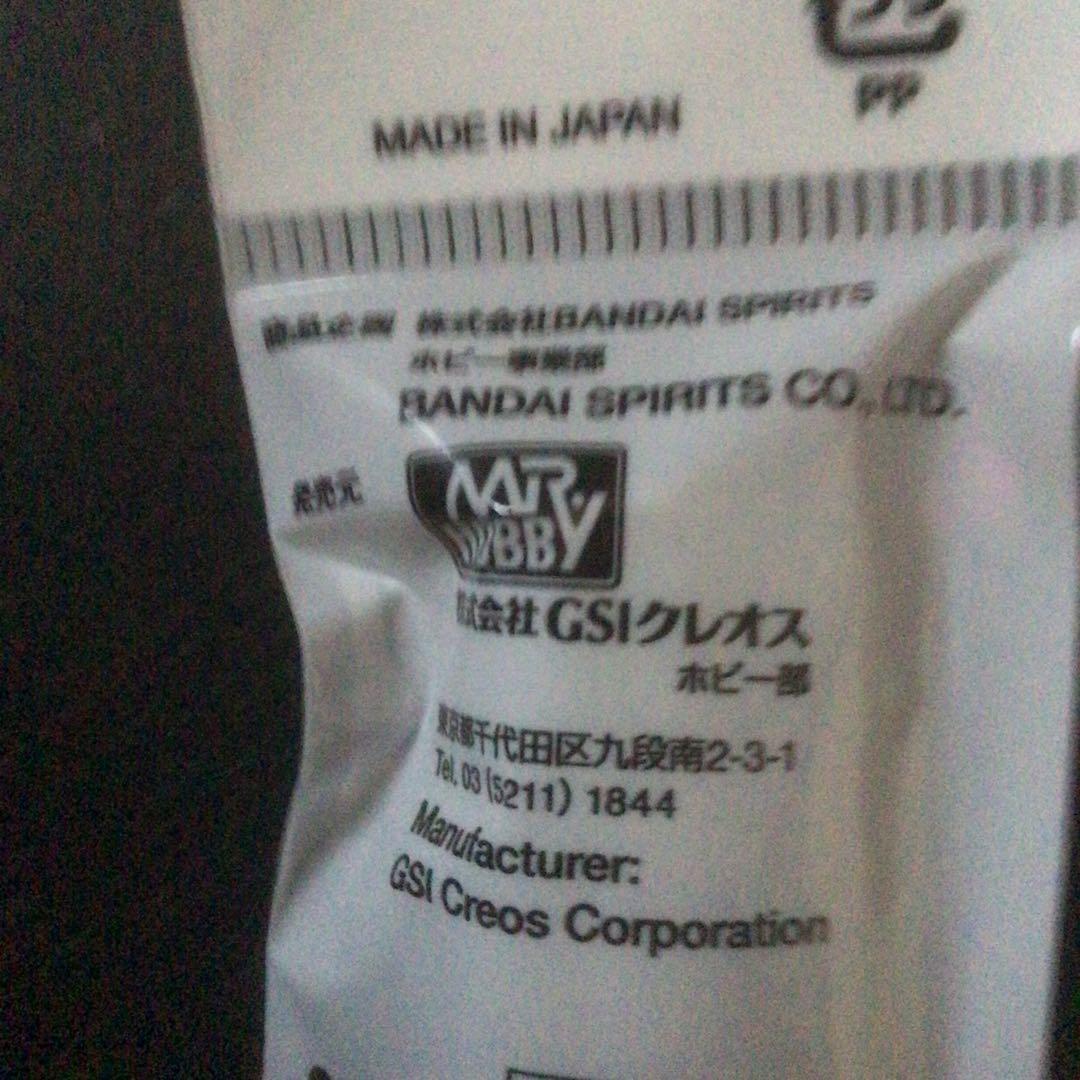 PP
MADE IN JAPAN
商品企画 株式会社BANDAI SPIRITS
ホビー事業部
BANDAI SPIRITS CO.,LTD.
発売元
MR. HOBBY
式会社 GSIクレオス
ホビー部
東京都千代田区九段南2-3-1
Tel. 03 (5211) 1844
Manufacturer:
GSI Creos Corporation